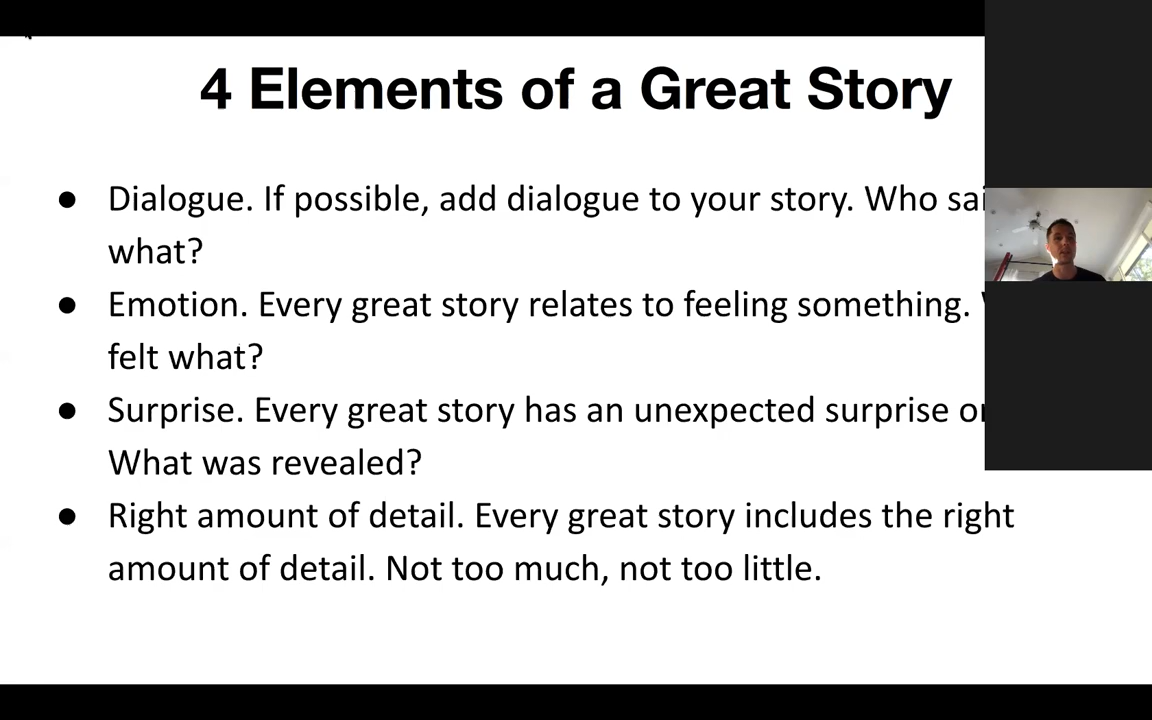 4 Elements of a Great Story
● Dialogue. If possible, add dialogue to your story. Who
what?
● Emotion. Every great story relates to feeling something.
felt what?
● Surprise. Every great story has an unexpected surprise
What was revealed?
● Right amount of detail. Every great story includes the right
amount of detail. Not too much, not too little.